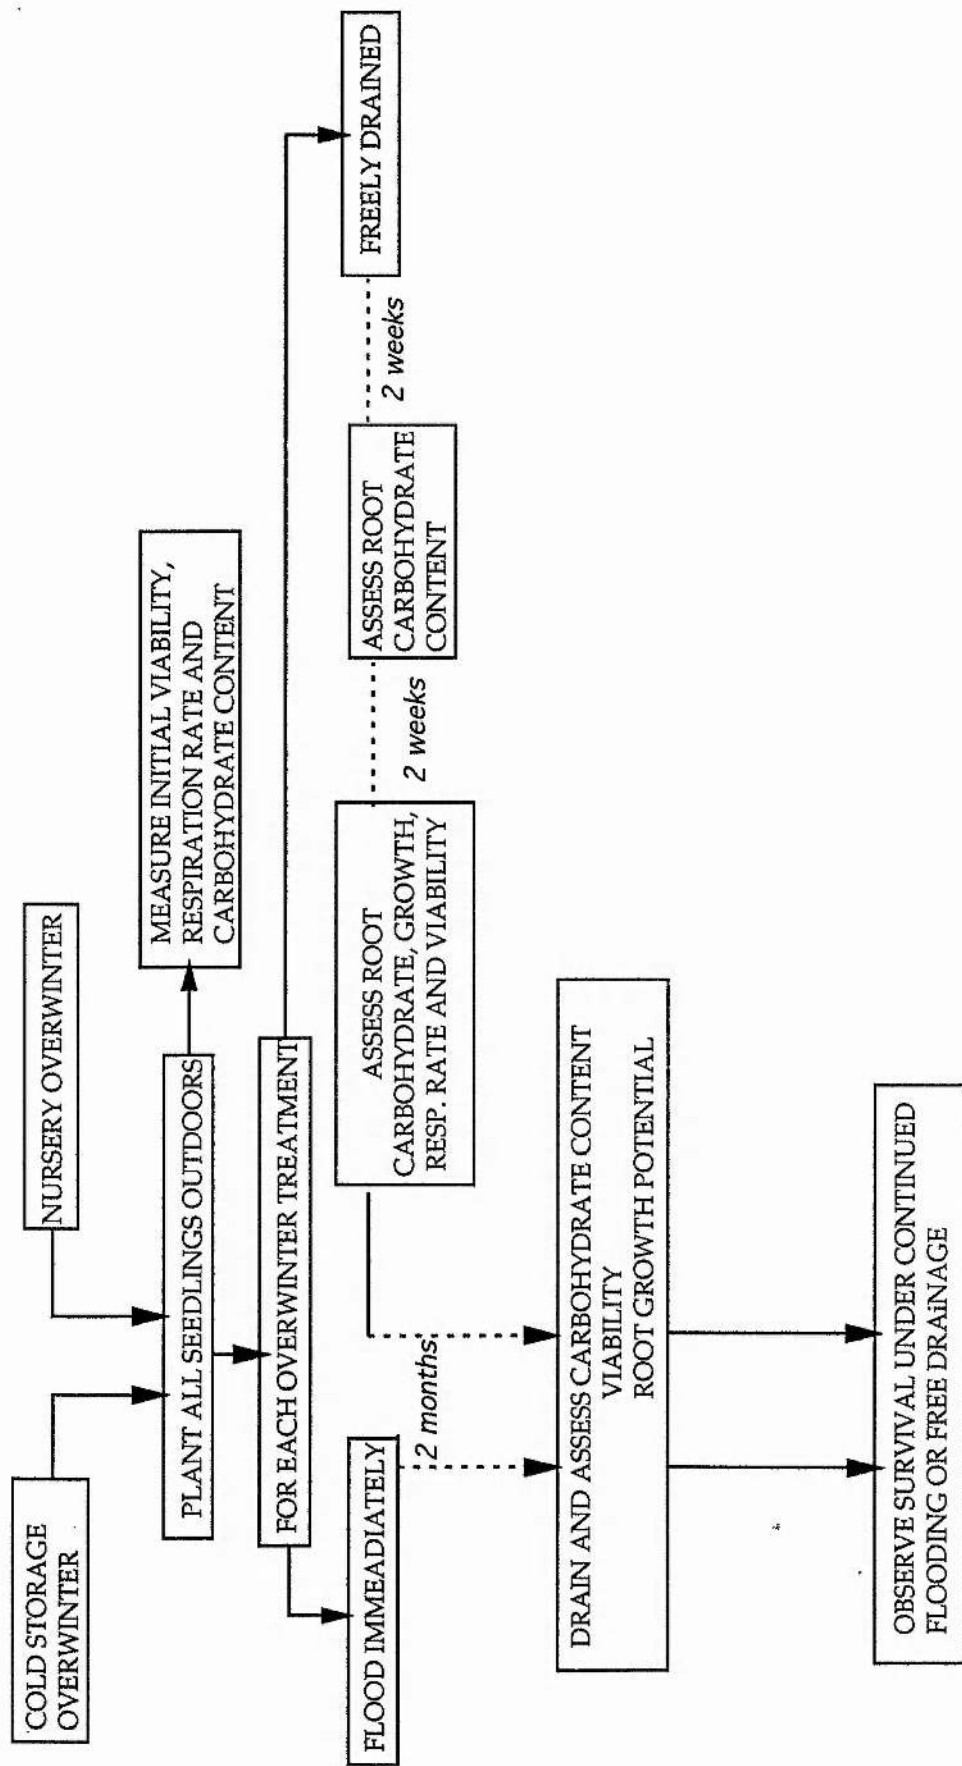 COLD STORAGE
OVERWINTER
NURSERY OVERWINTER
PLANT ALL SEEDLINGS OUTDOORS
MEASURE INITIAL VIABILITY,
RESPIRATION RATE AND
CARBOHYDRATE CONTENT
FOR EACH OVERWINTER TREATMENT
FLOOD IMMEADIATELY
ASSESS ROOT
CARBOHYDRATE, GROWTH,
RESP. RATE AND VIABILITY
2 weeks
ASSESS ROOT
CARBOHYDRATE
CONTENT
2 weeks
FREELY DRAINED
2 months
DRAIN AND ASSESS CARBOHYDRATE CONTENT
VIABILITY
ROOT GROWTH POTENTIAL
OBSERVE SURVIVAL UNDER CONTINUED
FLOODING OR FREE DRAiNAGE